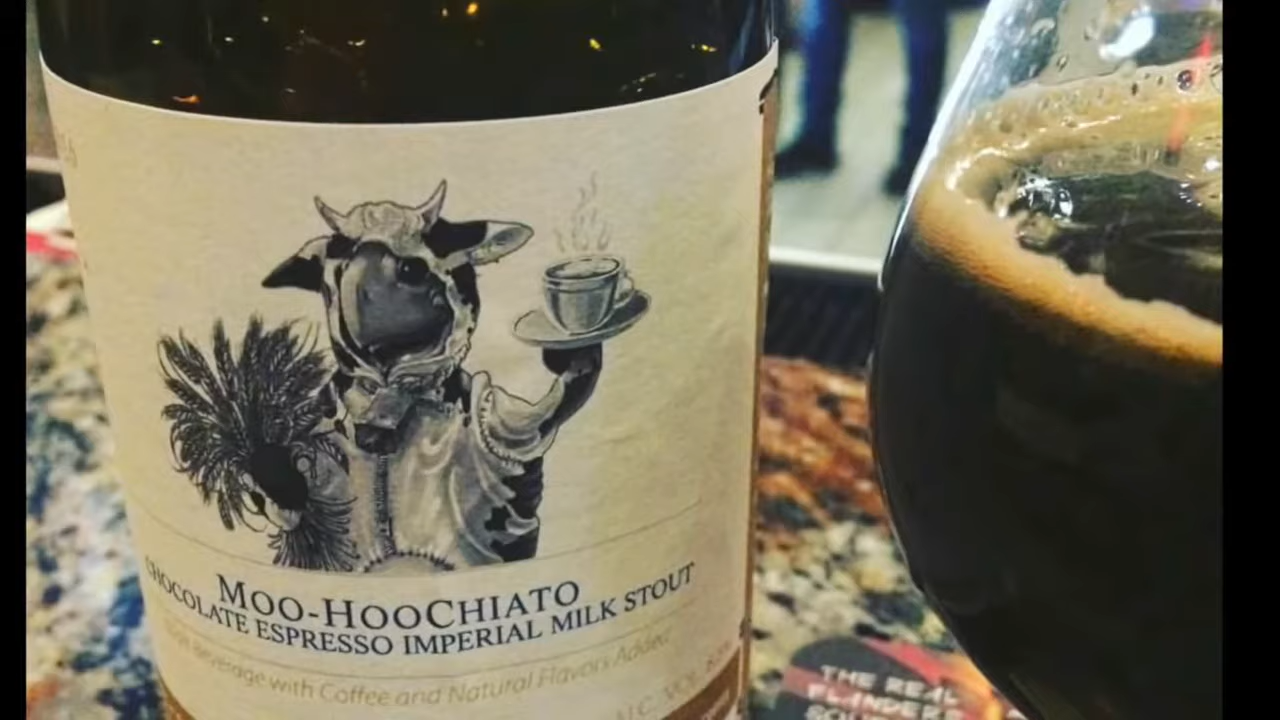 MOO-HOOCHIATO
CHOCOLATE ESPRESSO IMPERIAL MILK STOUT
Beverage with Coffee and Natural Flavors Added
THE REAL
FLANDERS